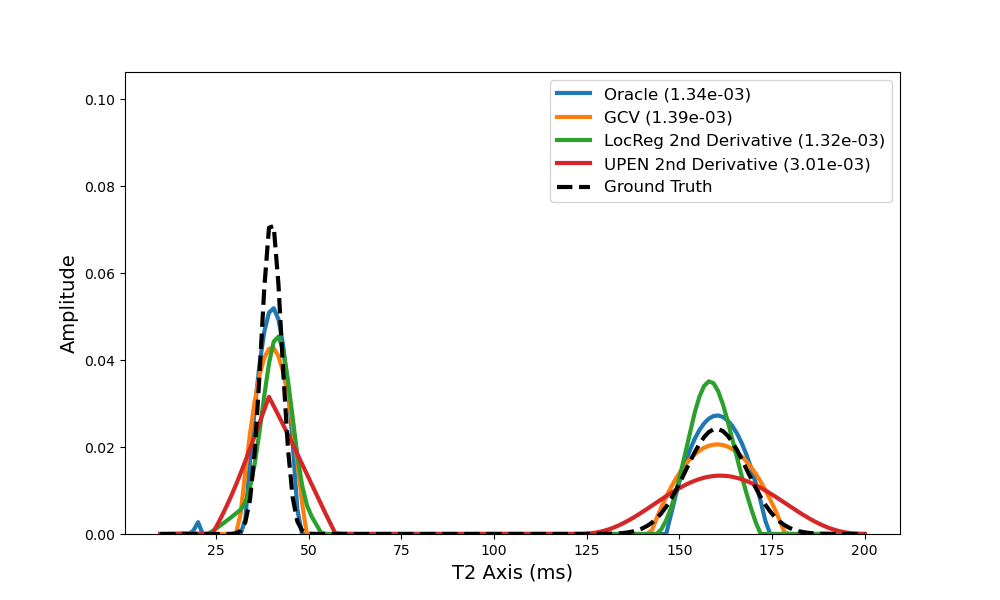 Oracle (1.34e-03)
GCV (1.39e-03)
LocReg 2nd Derivative (1.32e-03)
UPEN 2nd Derivative (3.01e-03)
Ground Truth
0.10
0.08
0.06
0.04
0.02
0.00
Amplitude
25 50 75 100 125 150 175 200
T2 Axis (ms)